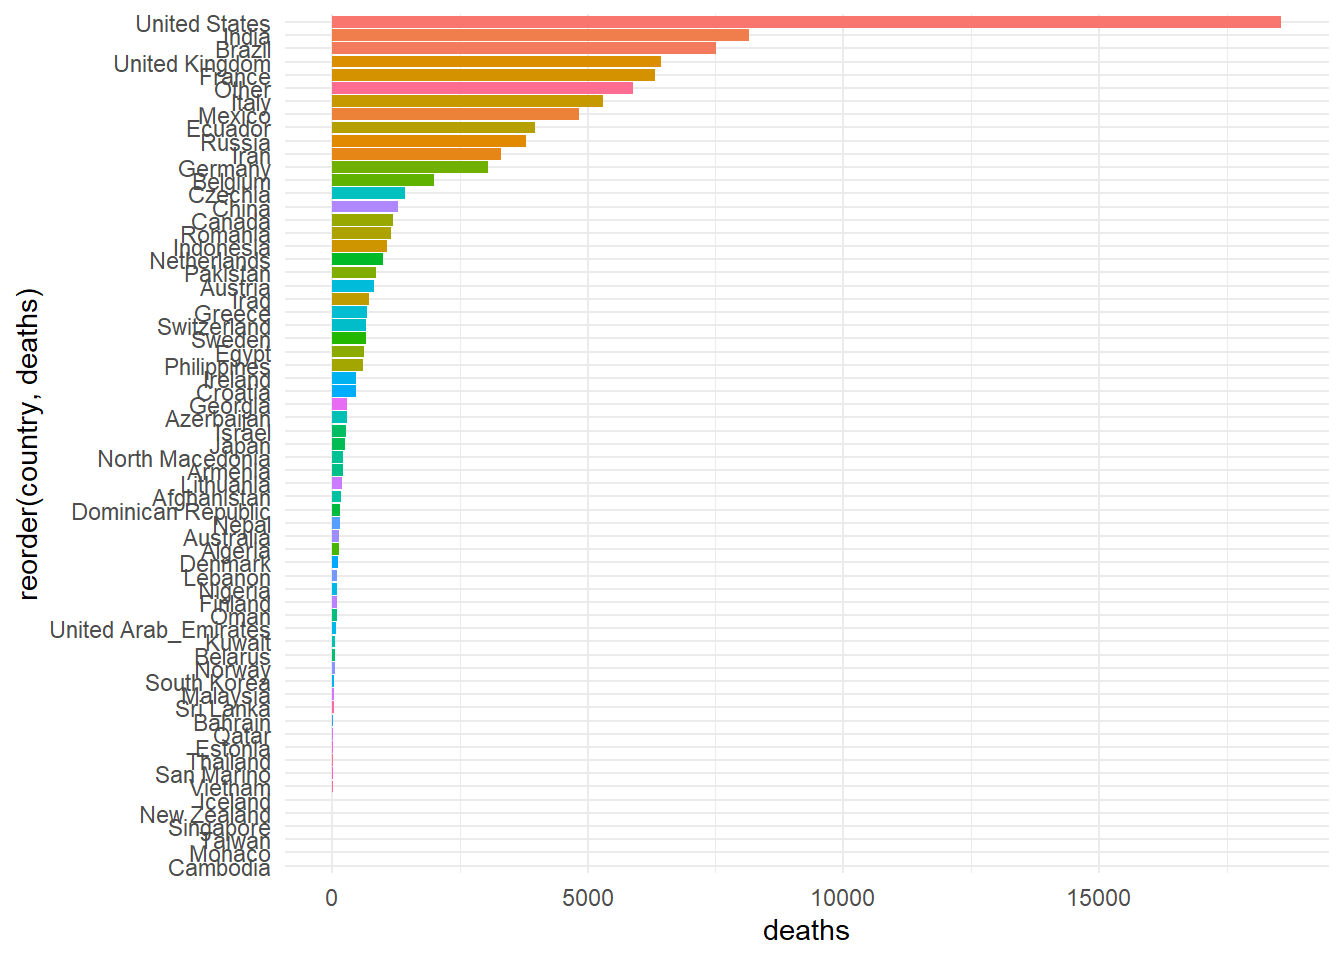 United States
India
Brazil
United Kingdom
France
Other
Italy
Mexico
Ecuador
Russia
Iran
Germany
Belgium
Czechia
China
Canada
Romania
Indonesia
Netherlands
Pakistan
Austria
Iraq
Greece
Switzerland
Sweden
Egypt
Philippines
Ireland
Croatia
Georgia
Azerbaijan
Israel
Japan
North Macedonia
Armenia
Lithuania
Afghanistan
Dominican Republic
Nepal
Australia
Algeria
Denmark
Lebanon
Nigeria
Finland
Oman
United Arab_Emirates
Kuwait
Belarus
Norway
South Korea
Malaysia
Sri Lanka
Bahrain
Qatar
Estonia
Thailand
San Marino
Vietnam
Iceland
New Zealand
Singapore
Taiwan
Monaco
Cambodia
reorder(country, deaths)
0 5000 10000 15000
deaths